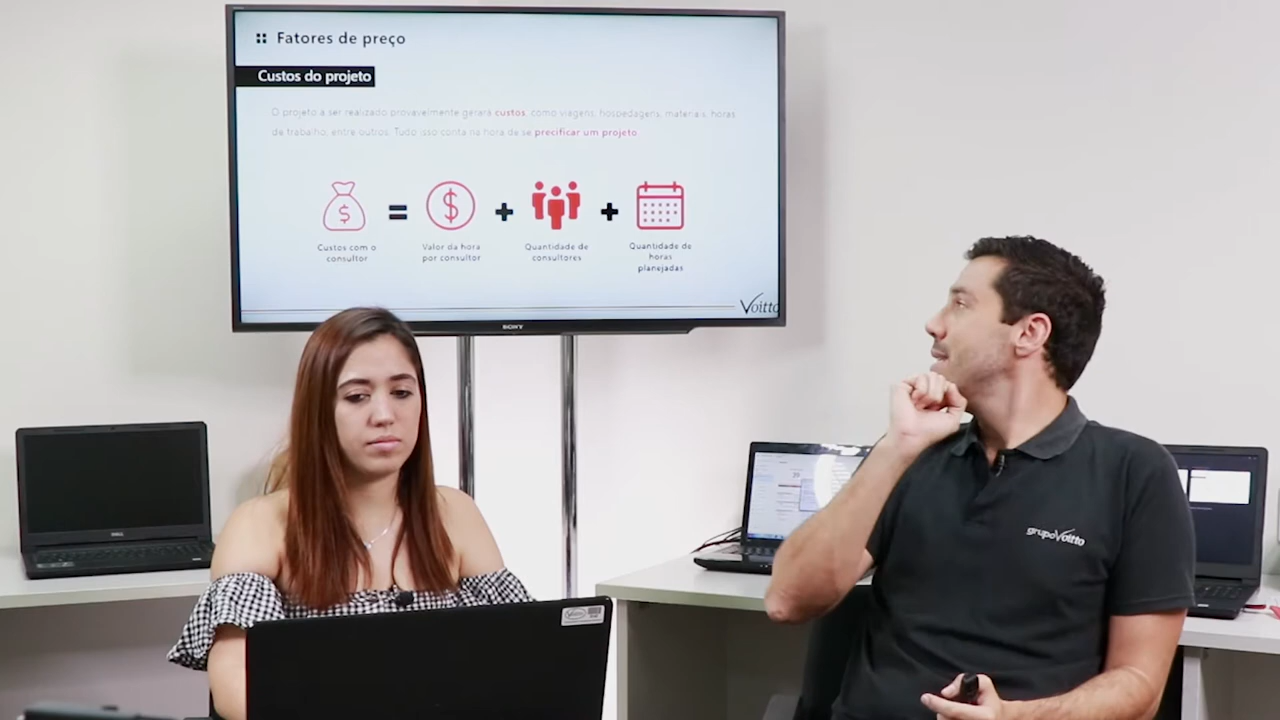 Fatores de preço
Custos do projeto
O projeto a ser realizado provavelmente gerará custos, como viagens, hospedagens, materiais, horas
de trabalho, entre outros. Tudo isso conta na hora de se precificar um projeto
$ = $ + +
Custos com o
consultor
Valor da hora
por consultor
Quantidade de
consultores
Quantidade de
horas
planejadas
Voitto
SONY
DELL
grupoVoitto
Voitto